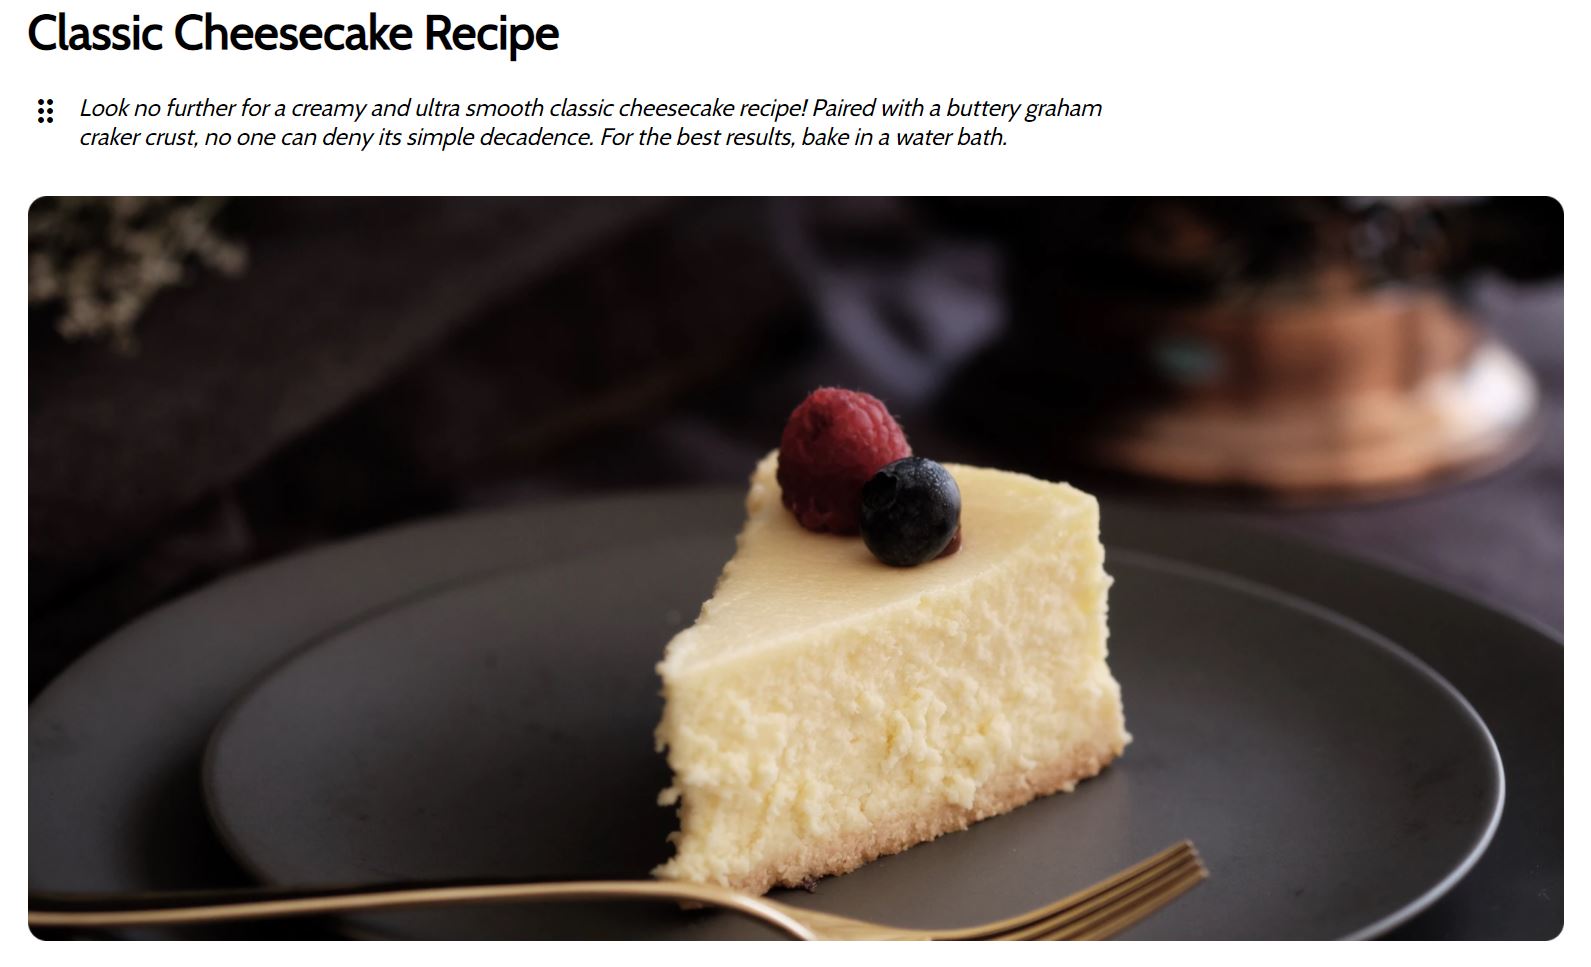 Classic Cheesecake Recipe
Look no further for a creamy and ultra smooth classic cheesecake recipe! Paired with a buttery graham
craker crust, no one can deny its simple decadence. For the best results, bake in a water bath.